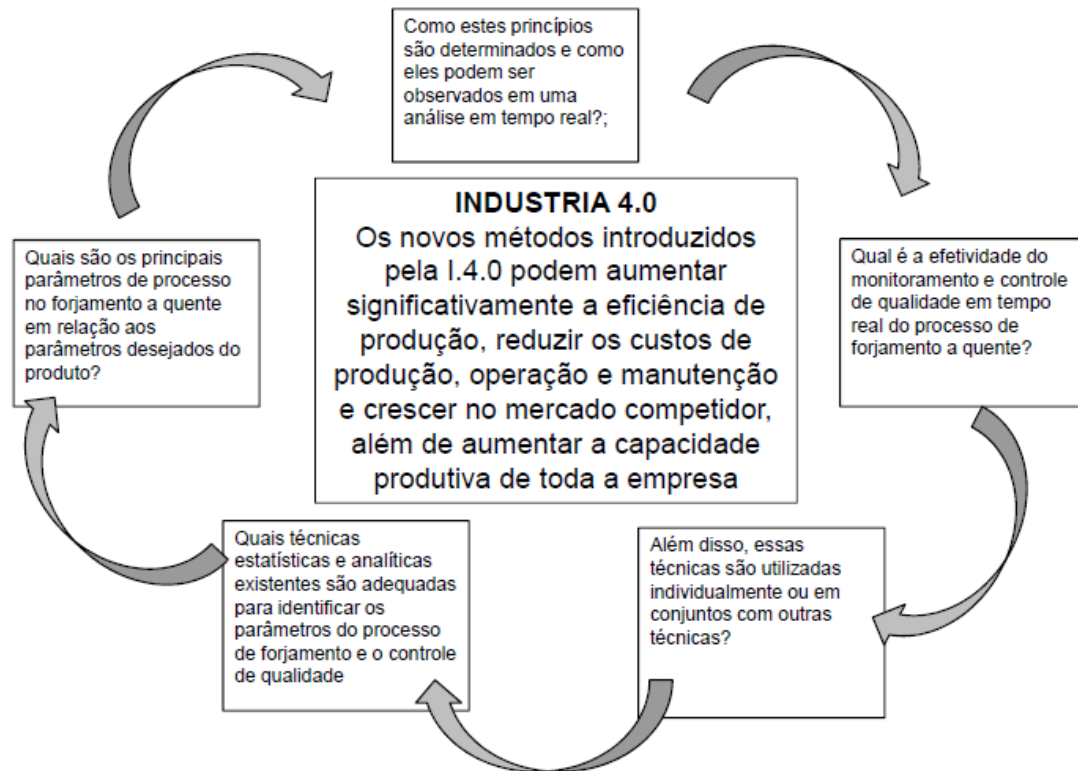 Como estes princípios
são determinados e como
eles podem ser
observados em uma
análise em tempo real?;
INDUSTRIA 4.0
Os novos métodos introduzidos
pela I.4.0 podem aumentar
significativamente a eficiência de
produção, reduzir os custos de
produção, operação e manutenção
e crescer no mercado competidor,
além de aumentar a capacidade
produtiva de toda a empresa
Quais são os principais
parâmetros de processo
no forjamento a quente
em relação aos
parâmetros desejados do
produto?
Qual é a efetividade do
monitoramento e controle
de qualidade em tempo
real do processo de
forjamento a quente?
Quais técnicas
estatísticas e analíticas
existentes são adequadas
para identificar os
parâmetros do processo
de forjamento e o controle
de qualidade
Além disso, essas
técnicas são utilizadas
individualmente ou em
conjuntos com outras
técnicas?